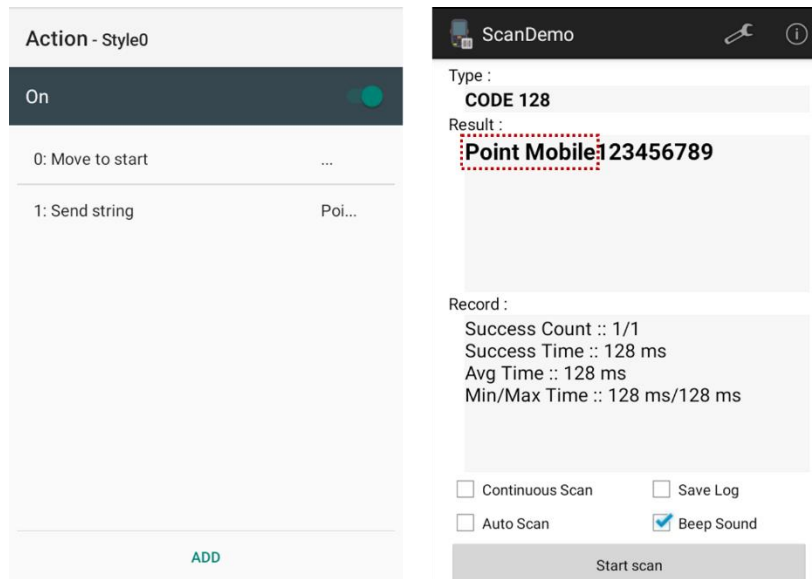 Action - Style0
On
0: Move to start ...
1: Send string Poi...
ADD
ScanDemo
Type :
CODE 128
Result :
Point Mobile123456789
Record :
Success Count :: 1/1
Success Time :: 128 ms
Avg Time :: 128 ms
Min/Max Time :: 128 ms/128 ms
Continuous Scan Save Log
Auto Scan Beep Sound
Start scan